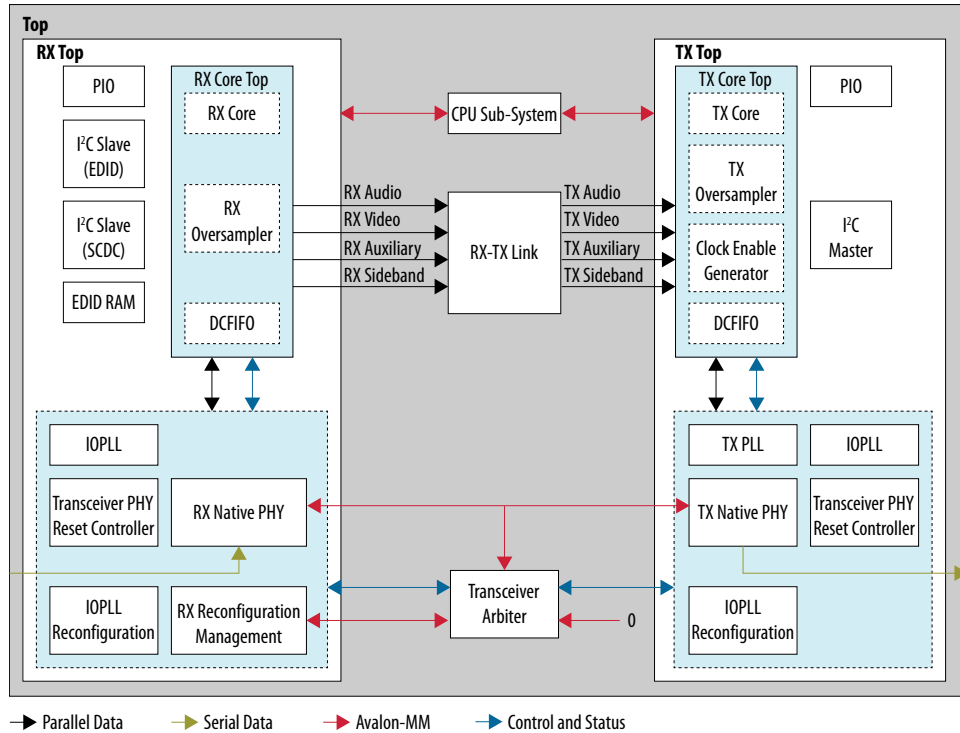 Top
RX Top
PIO
I²C Slave
(EDID)
I²C Slave
(SCDC)
EDID RAM
RX Core Top
RX Core
RX
Oversampler
DCFIFO
IOPLL
Transceiver PHY
Reset Controller
RX Native PHY
IOPLL
Reconfiguration
RX Reconfiguration
Management
CPU Sub-System
RX Audio
RX Video
RX Auxiliary
RX Sideband
RX-TX Link
TX Audio
TX Video
TX Auxiliary
TX Sideband
Transceiver
Arbiter
0
TX Top
TX Core Top
TX Core
TX
Oversampler
Clock Enable
Generator
DCFIFO
PIO
I²C
Master
TX PLL
IOPLL
TX Native PHY
Transceiver PHY
Reset Controller
IOPLL
Reconfiguration
Parallel Data
Serial Data
Avalon-MM
Control and Status